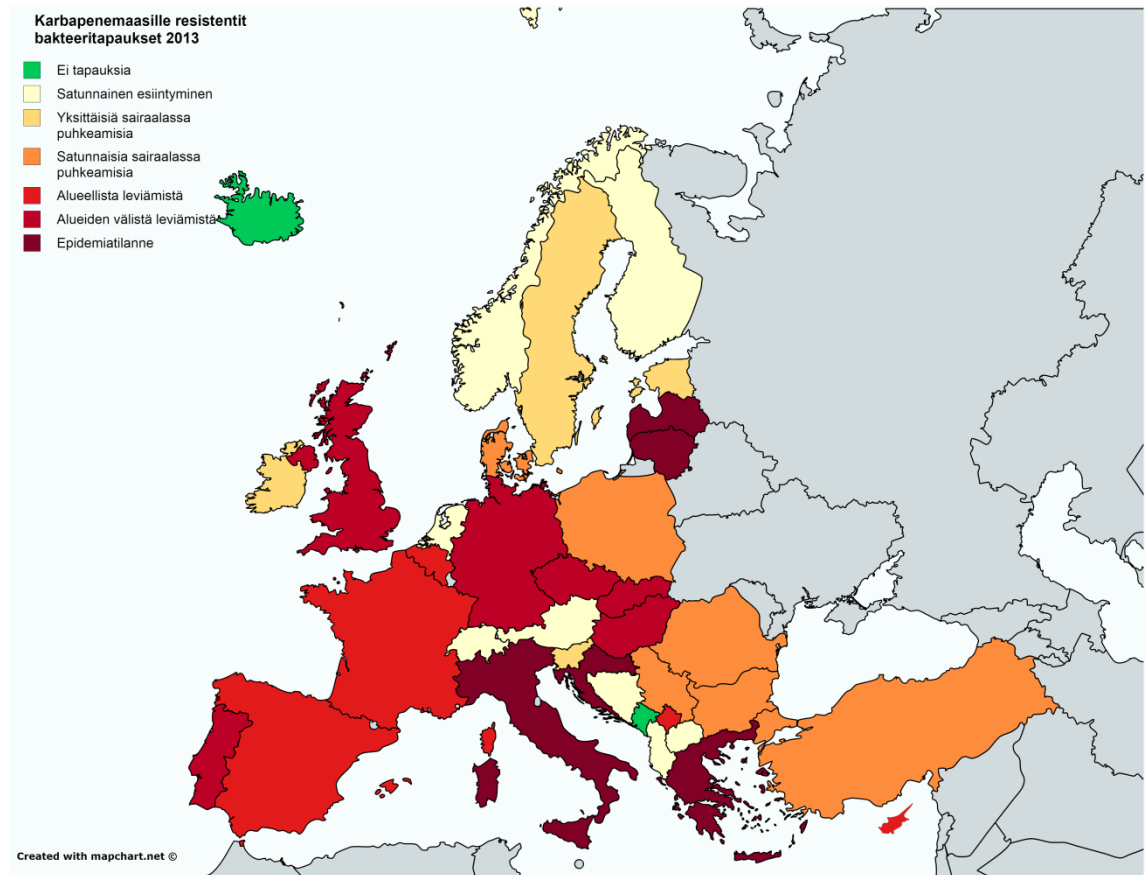 Karbapenemaasille resistentit
bakteeritapaukset 2013
Ei tapauksia
Satunnainen esiintyminen
Yksittäisiä sairaalassa
puhkeamisia
Satunnaisia sairaalassa
puhkeamisia
Alueellista leviämistä
Alueiden välistä leviämistä
Epidemiatilanne
Created with mapchart.net ©